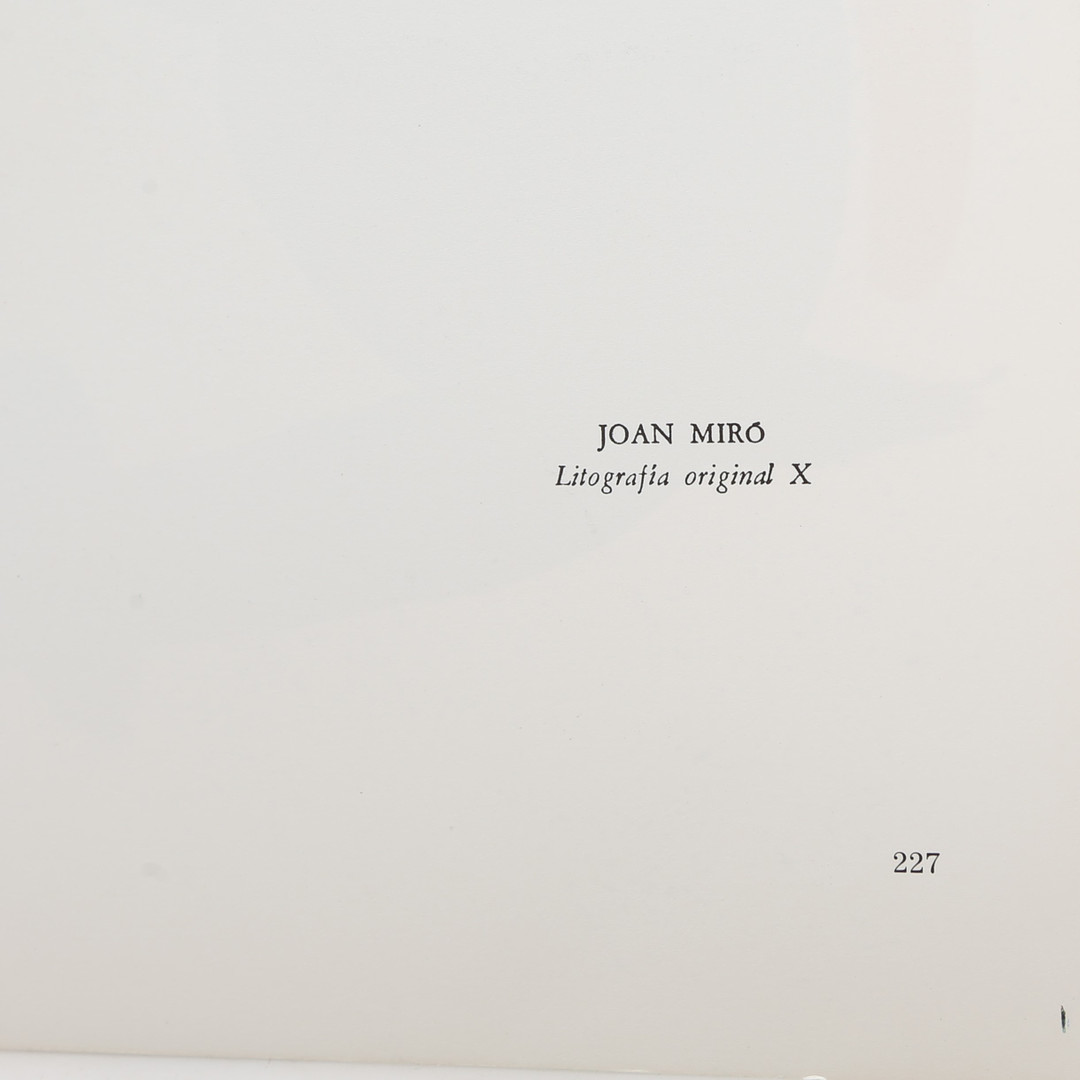 JOAN MIRÓ
Litografía original X
227